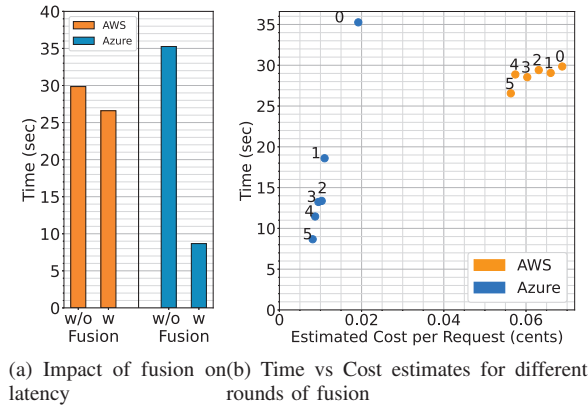 40
35
30
25
20
15
10
5
0
Time (sec)
AWS
Azure
w/o w w/o w
Fusion Fusion
35
30
25
20
15
10
5
0
Time (sec)
0
1
2
3
4
5
0
1
2
3
4
5
AWS
Azure
0 0.02 0.04 0.06
Estimated Cost per Request (cents)
(a) Impact of fusion on
latency
(b) Time vs Cost estimates for different
rounds of fusion